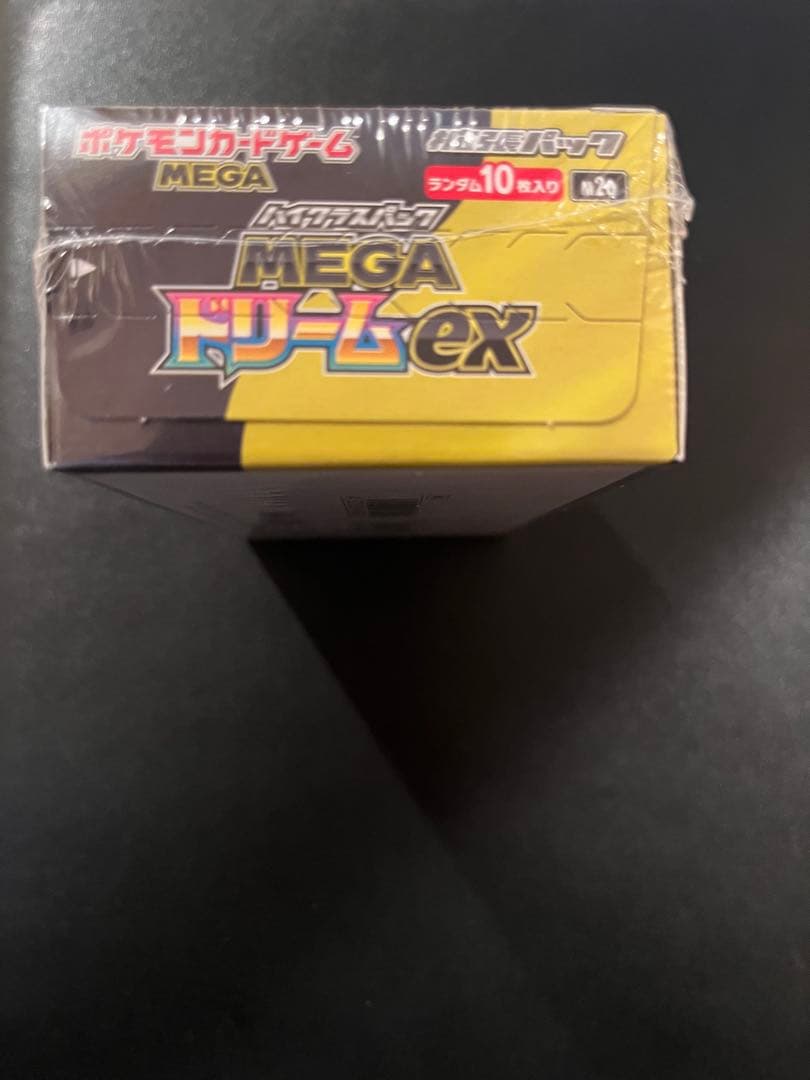 ポケモンカードゲーム
MEGA
拡張パック
ランダム10枚入り
ハイクラスパック
MEGA
ドリームex